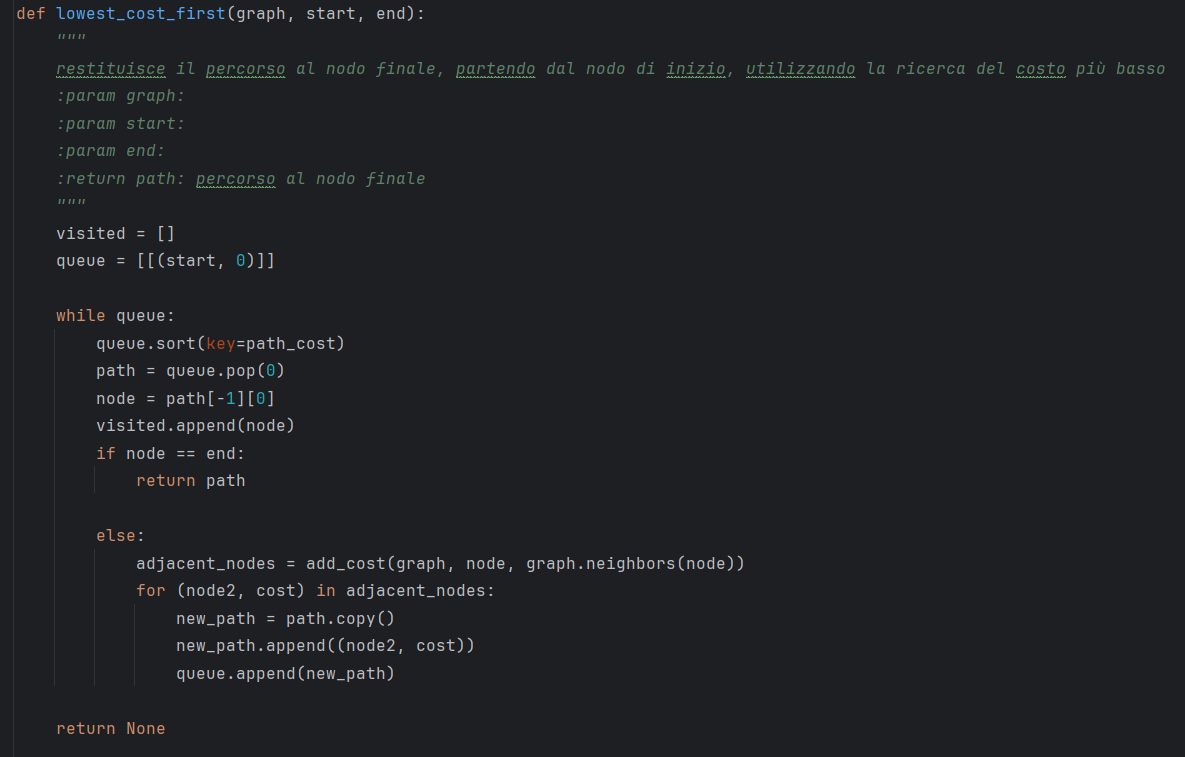 def lowest_cost_first(graph, start, end):
    """
    restituisce il percorso al nodo finale, partendo dal nodo di inizio, utilizzando la ricerca del costo più basso
    :param graph:
    :param start:
    :param end:
    :return path: percorso al nodo finale
    """
    visited = []
    queue = [[(start, 0)]]

    while queue:
        queue.sort(key=path_cost)
        path = queue.pop(0)
        node = path[-1][0]
        visited.append(node)
        if node == end:
            return path

        else:
            adjacent_nodes = add_cost(graph, node, graph.neighbors(node))
            for (node2, cost) in adjacent_nodes:
                new_path = path.copy()
                new_path.append((node2, cost))
                queue.append(new_path)

    return None